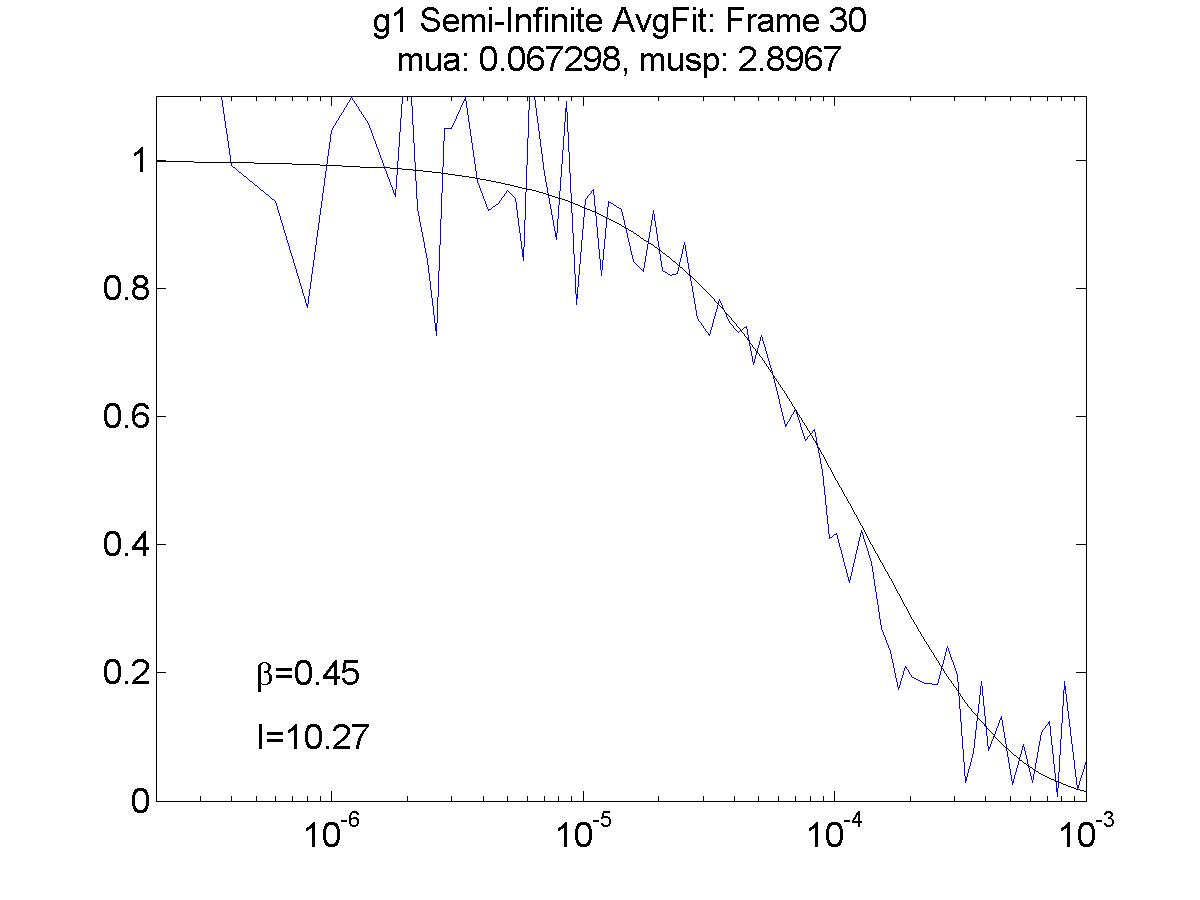 g1 Semi-Infinite AvgFit: Frame 30
mua: 0.067298, musp: 2.8967
1
0.8
0.6
0.4
0.2
0
β=0.45
I=10.27
10^-6
10^-5
10^-4
10^-3